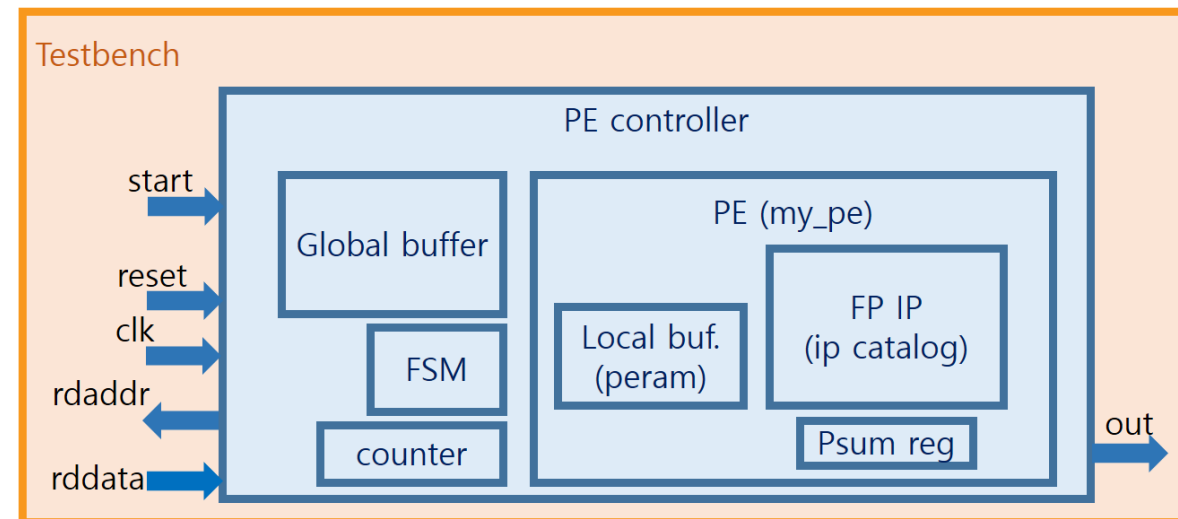 Testbench
PE controller
start
reset
clk
rdaddr
rddata
Global buffer
FSM
counter
PE (my_pe)
Local buf.
(peram)
FP IP
(ip catalog)
Psum reg
out